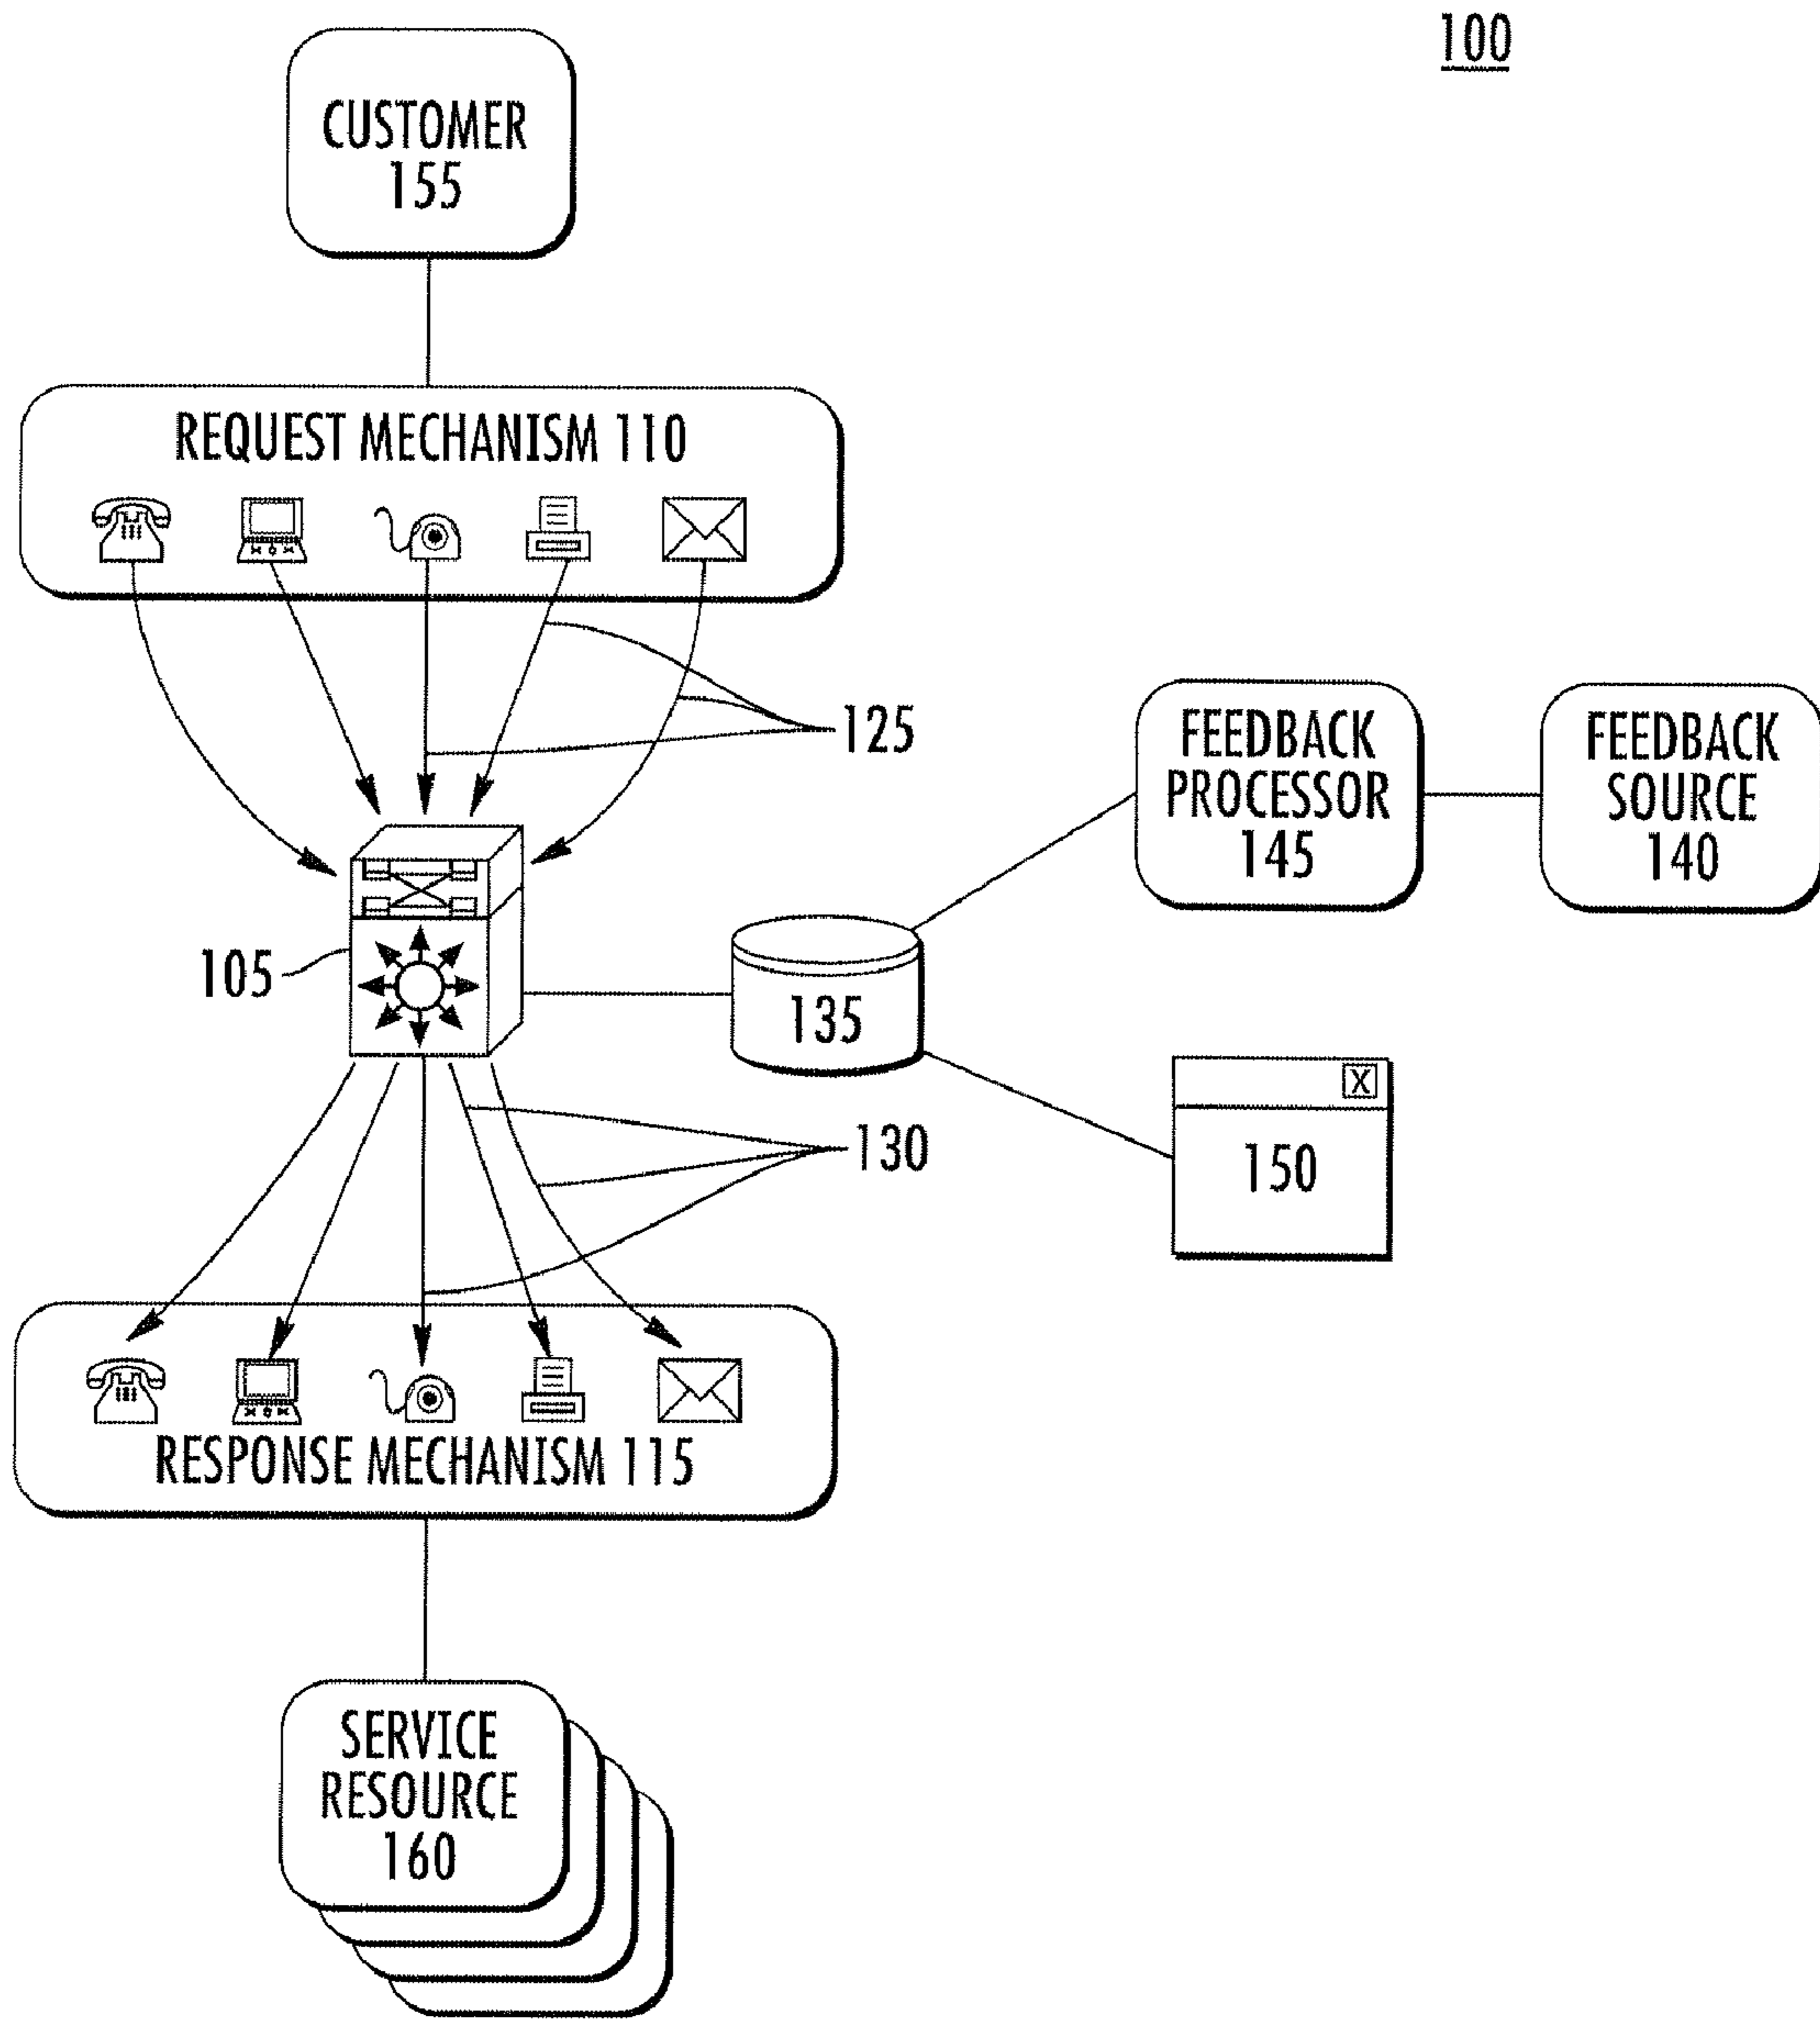 100
CUSTOMER
155
REQUEST MECHANISM 110
125
FEEDBACK
PROCESSOR
145
FEEDBACK
SOURCE
140
105
135
X
150
130
RESPONSE MECHANISM 115
SERVICE
RESOURCE
160